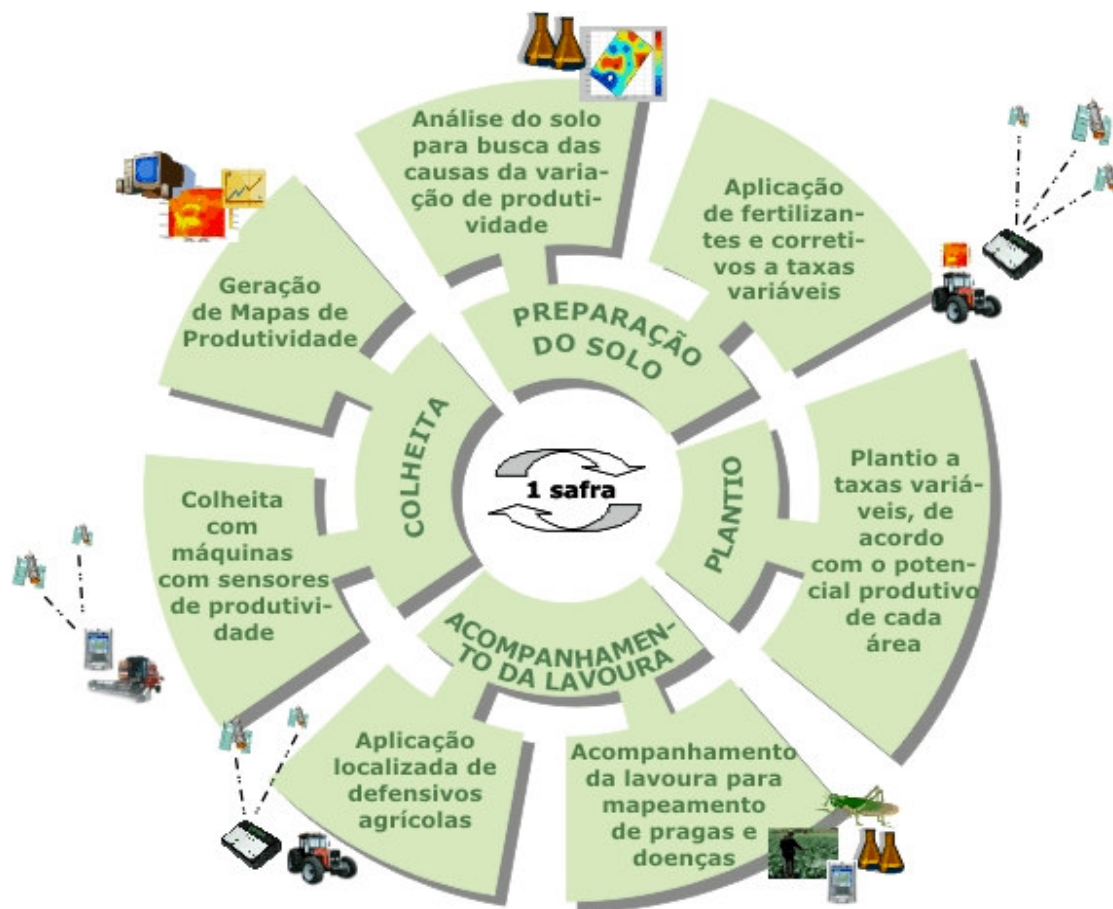 Análise do solo
para busca das
causas da varia-
ção de produti-
vidade
Aplicação
de fertilizan-
tes e correti-
vos a taxas
variáveis
PREPARAÇÃO
DO SOLO
Plantio a
taxas variá-
veis, de
acordo
com o poten-
cial produtivo
de cada
área
PLANTIO
Acompanhamento
da lavoura para
mapeamento
de pragas e
doenças
Aplicação
localizada de
defensivos
agrícolas
ACOMPANHAMEN-
TO DA LAVOURA
Colheita
com
máquinas
com sensores
de produtivi-
dade
Geração
de Mapas de
Produtividade
COLHEITA
1 safra